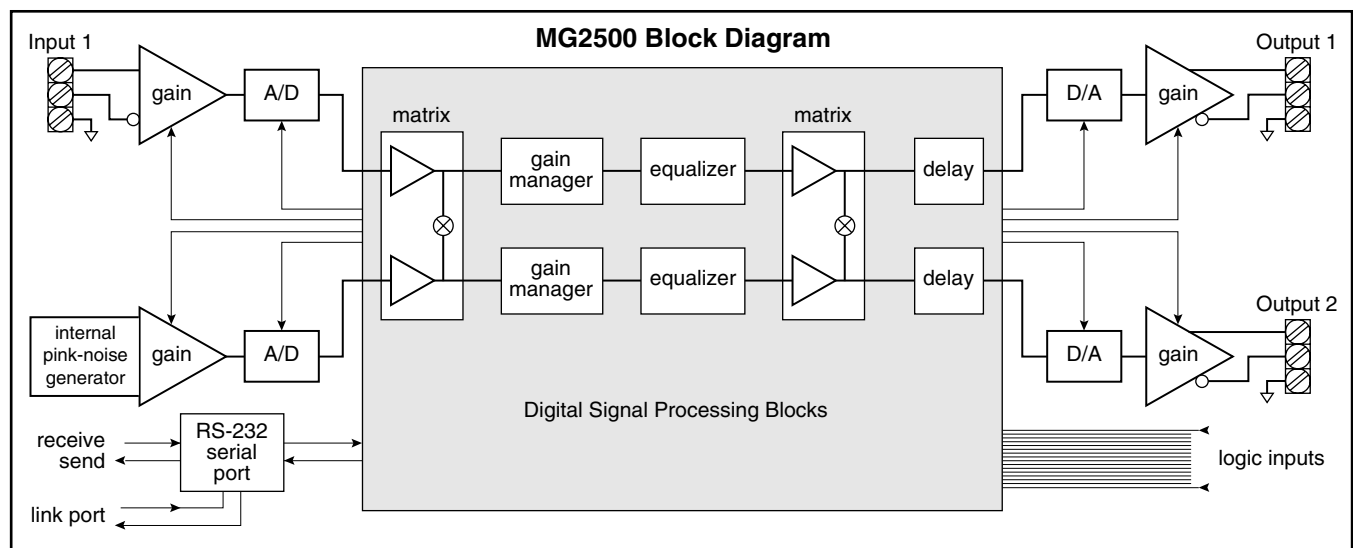 MG2500 Block Diagram
Input 1
Output 1
gain
A/D
matrix
gain
manager
equalizer
matrix
delay
D/A
gain
gain
manager
equalizer
delay
Output 2
internal
pink-noise
generator
gain
A/D
D/A
gain
Digital Signal Processing Blocks
receive
send
RS-232
serial
port
link port
logic inputs